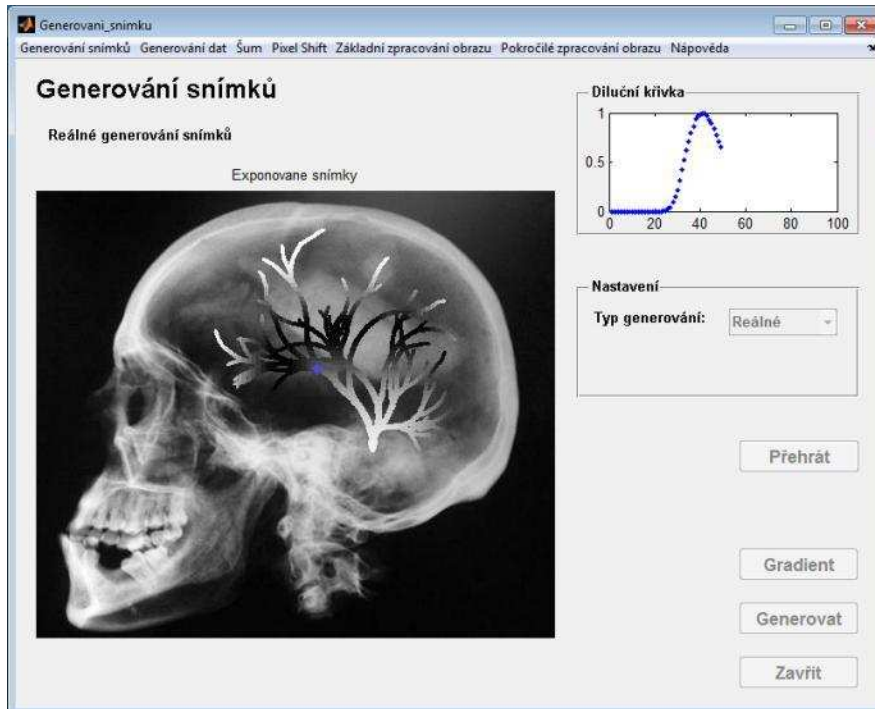 Generovani_snimku
Generování snímků Generování dat Šum Pixel Shift Základní zpracování obrazu Pokročilé zpracování obrazu Nápověda
Generování snímků
Reálné generování snímků
Exponovane snímky
Diluční křivka
1
0.5
0
0 20 40 60 80 100
Nastavení
Typ generování: Reálné
Přehrát
Gradient
Generovat
Zavřít